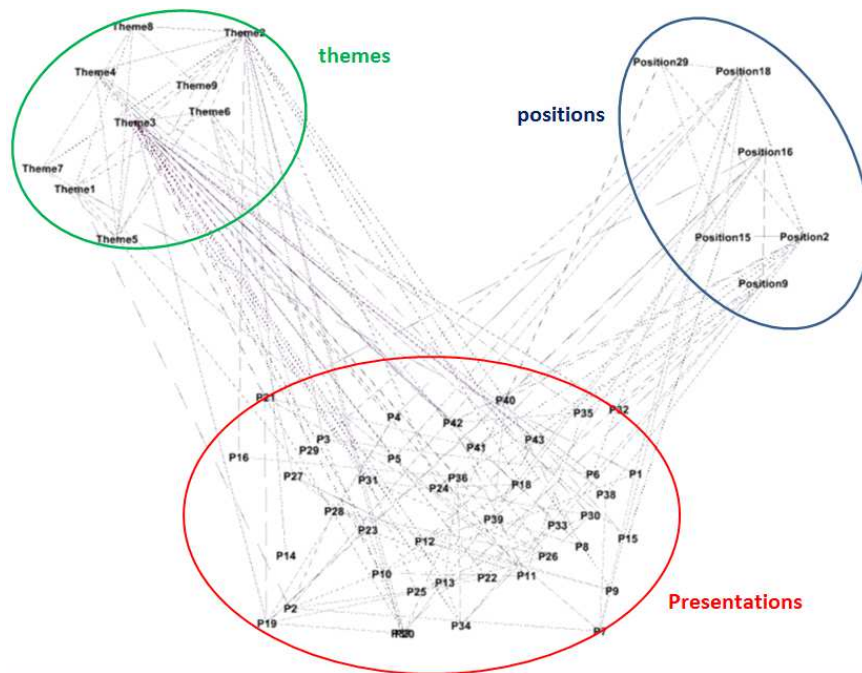 Theme8
Theme2
themes
Theme4
Theme9
Theme6
Theme3
Theme7
Theme1
Theme5
Position29
Position18
positions
Position16
Position15
Position2
Position9
P21
P40
P4
P35
P32
P42
P3
P43
P29
P41
P16
P5
P27
P31
P36
P24
P18
P6
P1
P38
P28
P39
P30
P23
P33
P12
P15
P14
P26
P8
P10
P13
P22
P11
P25
P9
P2
Presentations
P19
P34
P7